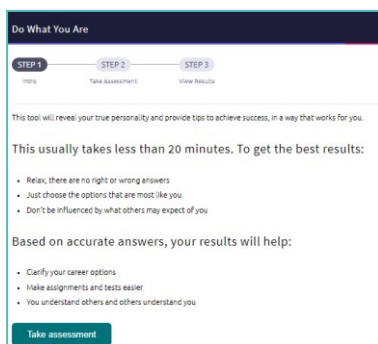 Do What You Are
STEP 1 STEP 2 STEP 3
Intro Take Assessment View Results
This tool will reveal your true personality and provide tips to achieve success, in a way that works for you.
This usually takes less than 20 minutes. To get the best results:
• Relax, there are no right or wrong answers
• Just choose the options that are most like you
• Don't be influenced by what others may expect of you
Based on accurate answers, your results will help:
• Clarify your career options
• Make assignments and tests easier
• You understand others and others understand you
Take assessment